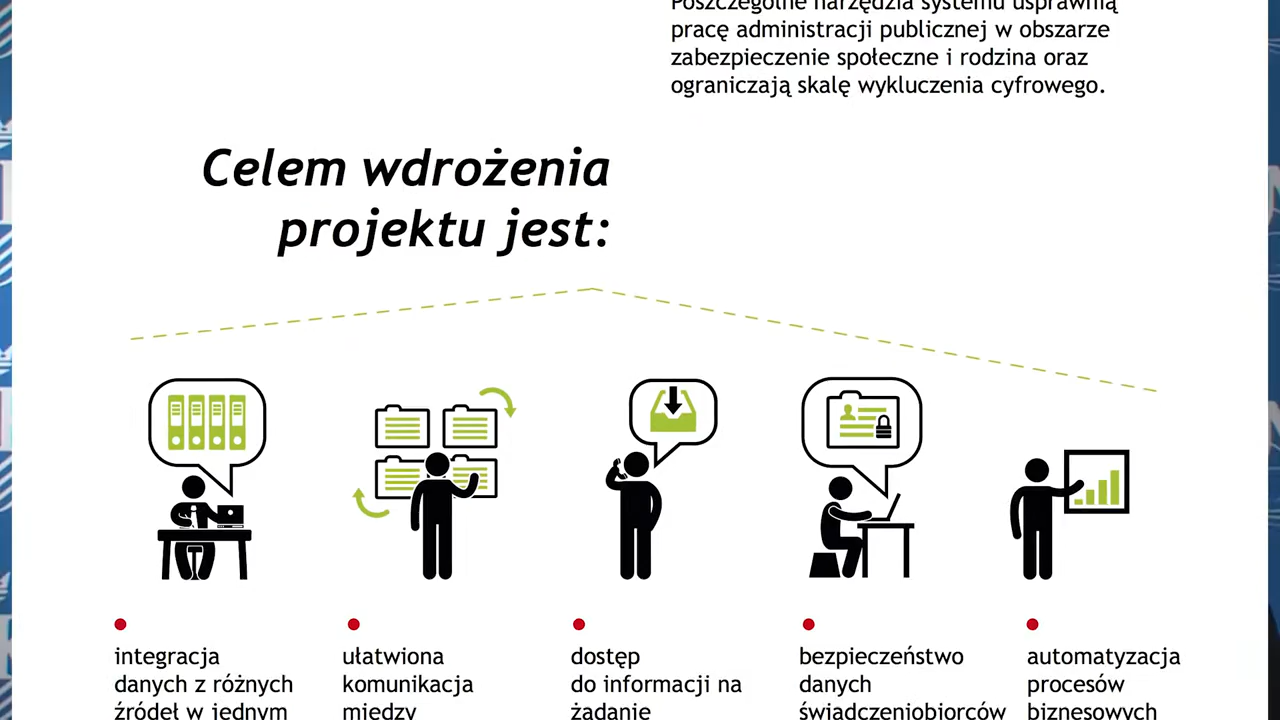 Poszczególne narzędzia systemu usprawnią
pracę administracji publicznej w obszarze
zabezpieczenie społeczne i rodzina oraz
ograniczają skalę wykluczenia cyfrowego.
Celem wdrożenia
projektu jest:
integracja
danych z różnych
źródeł w jednym
ułatwiona
komunikacja
między
dostęp
do informacji na
żądanie
bezpieczeństwo
danych
świadczeniobiorców
automatyzacja
procesów
biznesowych